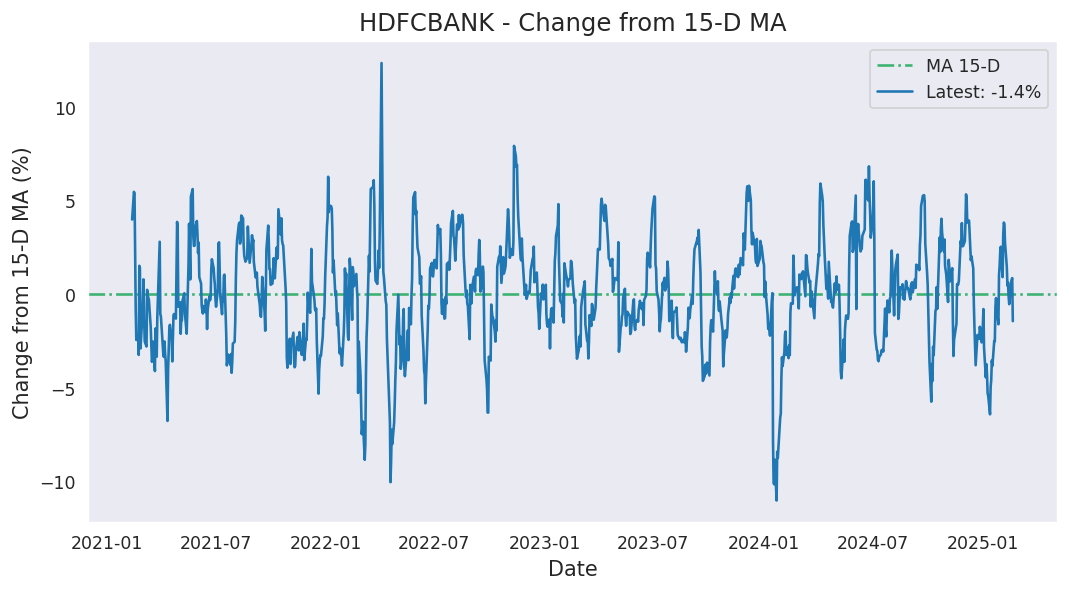 HDFCBANK - Change from 15-D MA
MA 15-D
Latest: -1.4%
Change from 15-D MA (%)
10
5
0
−5
−10
2021-01 2021-07 2022-01 2022-07 2023-01 2023-07 2024-01 2024-07 2025-01
Date